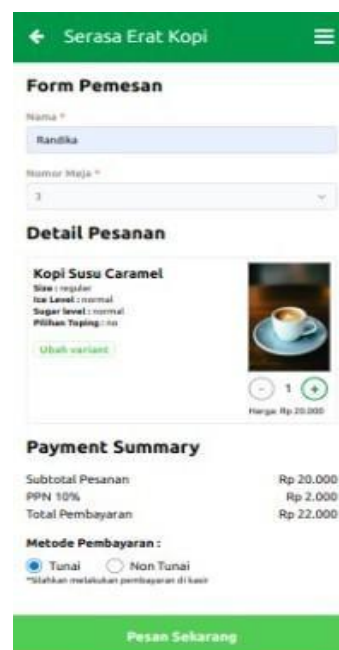 Serasa Erat Kopi
Form Pemesan
Nama *
Randika
Nomor Meja *
3
Detail Pesanan
Kopi Susu Caramel
Size : reguler
Ice Level : normal
Sugar level : normal
Pilihan Toping : no
Ubah variant
- 1 +
Harga: Rp 20.000
Payment Summary
Subtotal Pesanan Rp 20.000
PPN 10% Rp 2.000
Total Pembayaran Rp 22.000
Metode Pembayaran :
Tunai Non Tunai
*Silahkan melakukan pembayaran di kasir
Pesan Sekarang